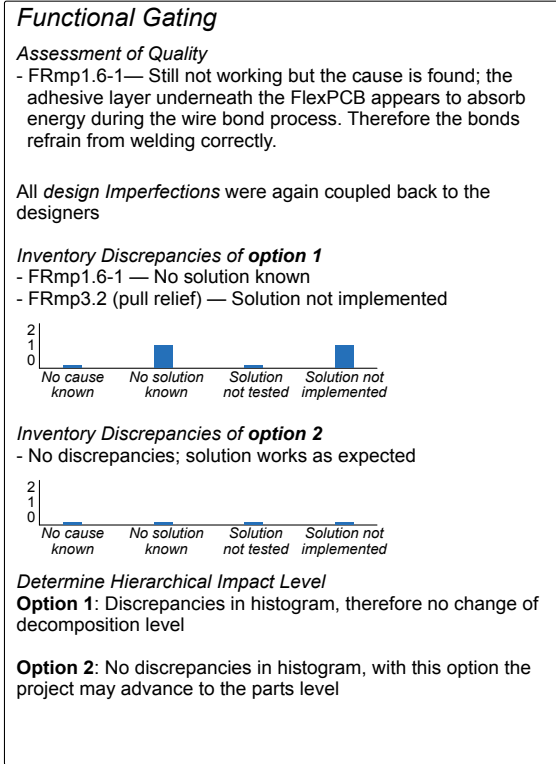 Functional Gating
Assessment of Quality
- FRmp1.6-1— Still not working but the cause is found; the
adhesive layer underneath the FlexPCB appears to absorb
energy during the wire bond process. Therefore the bonds
refrain from welding correctly.
All design Imperfections were again coupled back to the
designers
Inventory Discrepancies of option 1
- FRmp1.6-1 — No solution known
- FRmp3.2 (pull relief) — Solution not implemented
2
1
0
No cause known
No solution known
Solution not tested
Solution not implemented
Inventory Discrepancies of option 2
- No discrepancies; solution works as expected
2
1
0
No cause known
No solution known
Solution not tested
Solution not implemented
Determine Hierarchical Impact Level
Option 1: Discrepancies in histogram, therefore no change of
decomposition level
Option 2: No discrepancies in histogram, with this option the
project may advance to the parts level